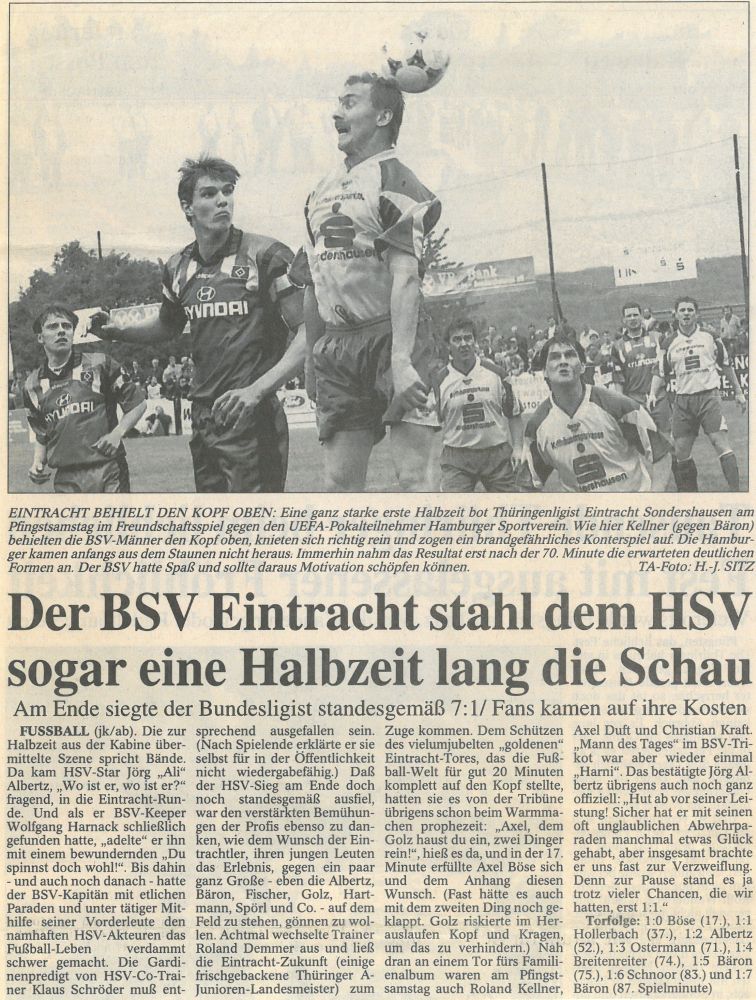 HYUNDAI
HYUNDAI
dershausen
VR Bank
dershausen
dershausen
EINTRACHT BEHIELT DEN KOPF OBEN: Eine ganz starke erste Halbzeit bot Thüringenligist Eintracht Sondershausen am
Pfingstsamstag im Freundschaftsspiel gegen den UEFA-Pokalteilnehmer Hamburger Sportverein. Wie hier Kellner (gegen Bäron)
behielten die BSV-Männer den Kopf oben, knieten sich richtig rein und zogen ein brandgefährliches Konterspiel auf. Die Hambur-
ger kamen anfangs aus dem Staunen nicht heraus. Immerhin nahm das Resultat erst nach der 70. Minute die erwarteten deutlichen
Formen an. Der BSV hatte Spaß und sollte daraus Motivation schöpfen können. TA-Foto: H.-J. SITZ
Der BSV Eintracht stahl dem HSV
sogar eine Halbzeit lang die Schau
Am Ende siegte der Bundesligist standesgemäß 7:1/ Fans kamen auf ihre Kosten
FUSSBALL (jk/ab). Die zur
Halbzeit aus der Kabine über-
mittelte Szene spricht Bände.
Da kam HSV-Star Jörg „Ali“
Albertz, „Wo ist er, wo ist er?“
fragend, in die Eintracht-Run-
de. Und als er BSV-Keeper
Wolfgang Harnack schließlich
gefunden hatte, „adelte“ er ihn
mit einem bewundernden „Du
spinnst doch wohl!“. Bis dahin
- und auch noch danach - hatte
der BSV-Kapitän mit etlichen
Paraden und unter tätiger Mit-
hilfe seiner Vorderleute den
namhaften HSV-Akteuren das
Fußball-Leben verdammt
schwer gemacht. Die Gardi-
nenpredigt von HSV-Co-Trai-
ner Klaus Schröder muß ent-
sprechend ausgefallen sein.
(Nach Spielende erklärte er sie
selbst für in der Öffentlichkeit
nicht wiedergabefähig.) Daß
der HSV-Sieg am Ende doch
noch standesgemäß ausfiel,
war den verstärkten Bemühun-
gen der Profis ebenso zu dan-
ken, wie dem Wunsch der Ein-
trachtler, ihren jungen Leuten
das Erlebnis, gegen ein paar
ganz Große - eben die Albertz,
Bäron, Fischer, Golz, Hart-
mann, Spörl und Co. - auf dem
Feld zu stehen, gönnen zu wol-
len. Achtmal wechselte Trainer
Roland Demmer aus und ließ
die Eintracht-Zukunft (einige
frischgebackene Thüringer A-
Junioren-Landesmeister) zum
Zuge kommen. Dem Schützen
des vielumjubelten „goldenen“
Eintracht-Tores, das die Fuß-
ball-Welt für gut 20 Minuten
komplett auf den Kopf stellte,
hatten sie es von der Tribüne
übrigens schon beim Warmma-
chen prophezeit: „Axel, dem
Golz haust du ein, zwei Dinger
rein!“, hieß es da, und in der 17.
Minute erfüllte Axel Böse sich
und dem Anhang diesen
Wunsch. (Fast hätte es auch
mit dem zweiten Ding noch ge-
klappt. Golz riskierte im Her-
auslaufen Kopf und Kragen,
um das zu verhindern.) Nah
dran an einem Tor fürs Famili-
enalbum waren am Pfingst-
samstag auch Roland Kellner,
Axel Duft und Christian Kraft.
„Mann des Tages“ im BSV-Tri-
kot war aber wieder einmal
„Harni“. Das bestätigte Jörg Al-
bertz übrigens auch noch ganz
offiziell: „Hut ab vor seiner Lei-
stung! Sicher hat er mit seinen
oft unglaublichen Abwehrpa-
raden manchmal etwas Glück
gehabt, aber insgesamt brachte
er uns fast zur Verzweiflung.
Denn zur Pause stand es ja
trotz vieler Chancen, die wir
hatten, erst 1:1.“
Torfolge: 1:0 Böse (17.), 1:1
Hollerbach (37.), 1:2 Albertz
(52.), 1:3 Ostermann (71.), 1:4
Breitenreiter (74.), 1:5 Bäron
(75.), 1:6 Schnoor (83.) und 1:7
Bäron (87. Spielminute)